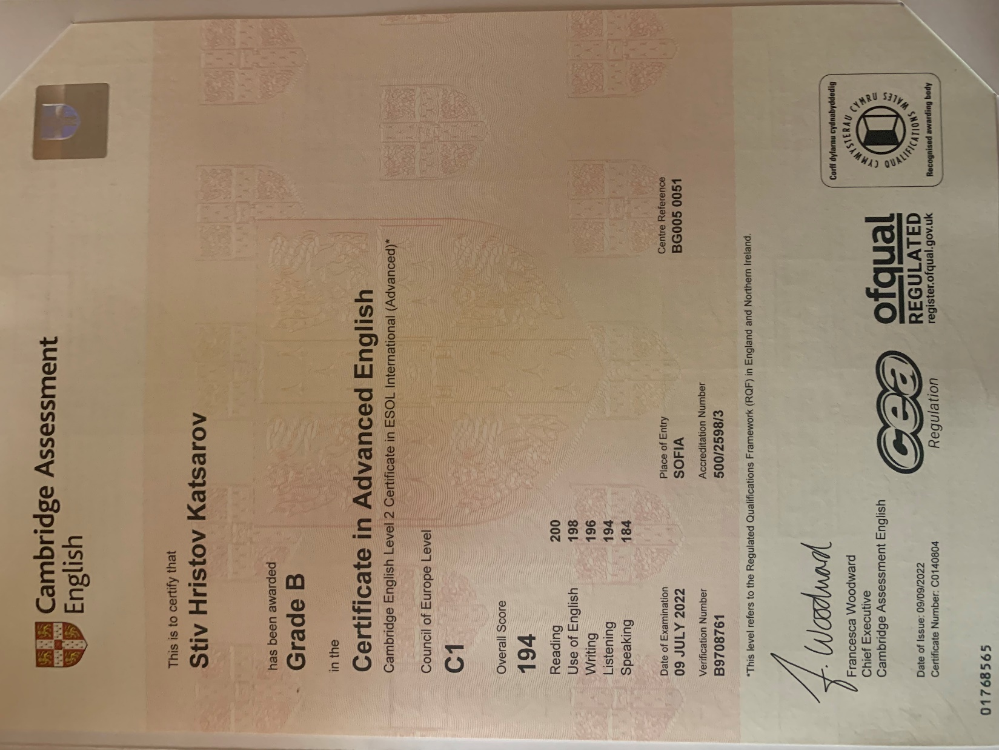 Cambridge Assessment
English
This is to certify that
Stiv Hristov Katsarov
has been awarded
Grade B
in the
Certificate in Advanced English
Cambridge English Level 2 Certificate in ESOL International (Advanced)*
Council of Europe Level
C1
Overall Score
194
Reading 200
Use of English 198
Writing 196
Listening 194
Speaking 184
Date of Examination Place of Entry Centre Reference
09 JULY 2022 SOFIA BG005 0051
Verification Number Accreditation Number
B9708761 500/2598/3
*This level refers to the Regulated Qualifications Framework (RQF) in England and Northern Ireland.
F. Woodward
Francesca Woodward
Chief Executive
Cambridge Assessment English
Date of Issue: 09/09/2022
Certificate Number: C0140804
cea
Regulation
ofqual
REGULATED
register.ofqual.gov.uk
Corff dyfarnu cydnabyddedig
CYMWYSTERAU CYMRU
QUALIFICATIONS WALES
Recognised awarding body
01768565